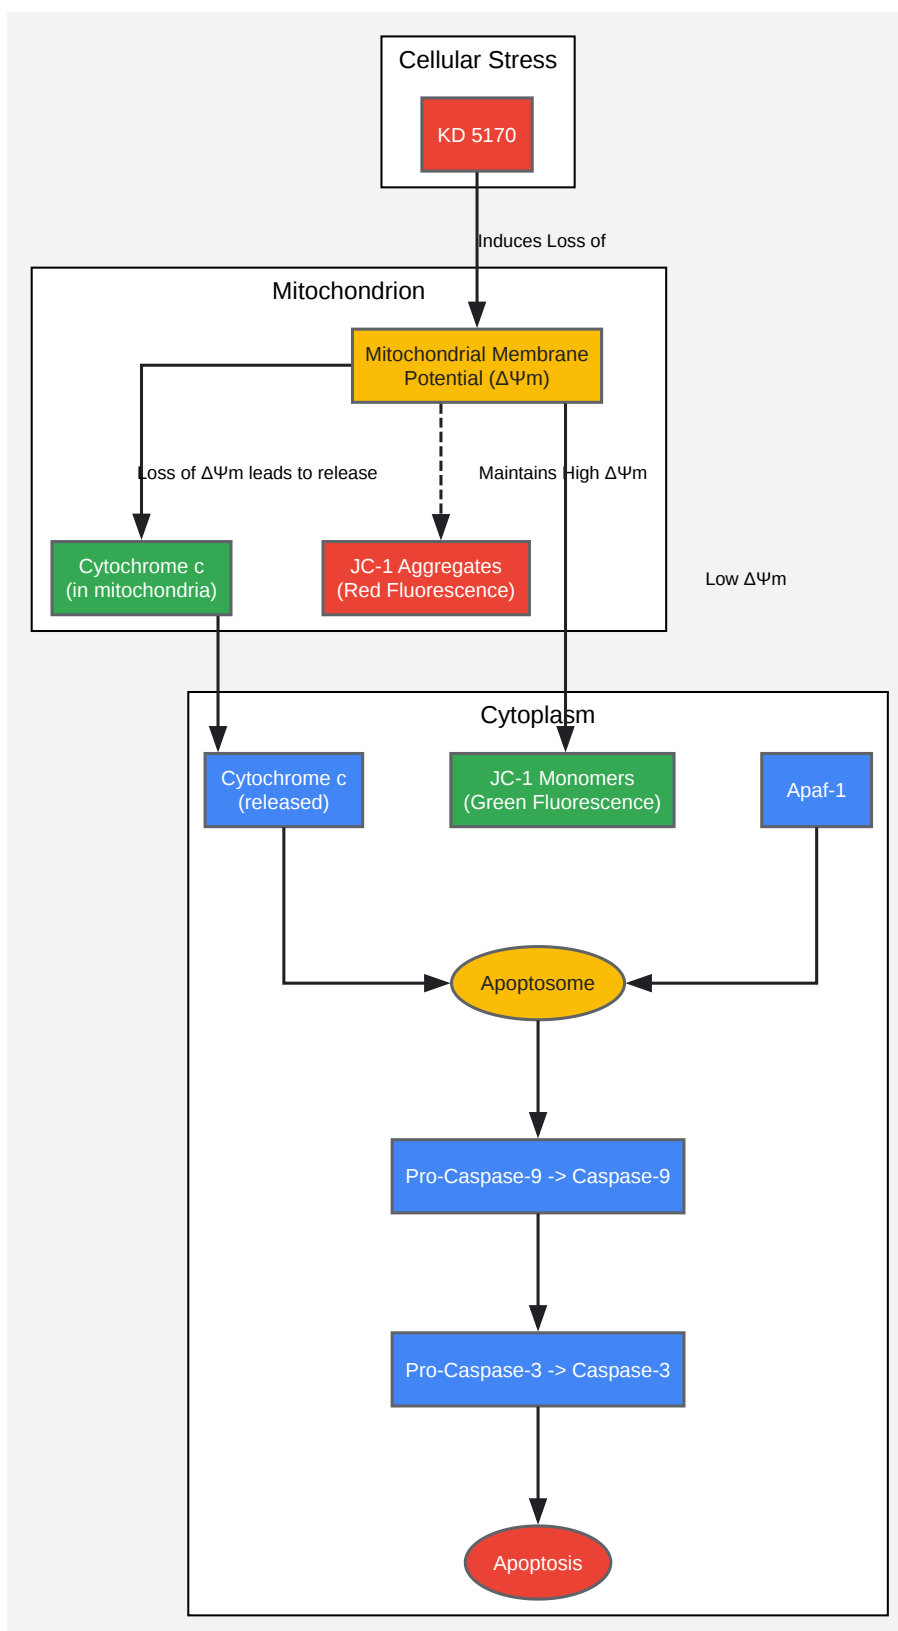 Cellular Stress
KD 5170
Induces Loss of
Mitochondrion
Mitochondrial Membrane
Potential (ΔΨm)
Loss of ΔΨm leads to release
Maintains High ΔΨm
Cytochrome c
(in mitochondria)
JC-1 Aggregates
(Red Fluorescence)
Low ΔΨm
Cytoplasm
Cytochrome c
(released)
JC-1 Monomers
(Green Fluorescence)
Apaf-1
Apoptosome
Pro-Caspase-9 -> Caspase-9
Pro-Caspase-3 -> Caspase-3
Apoptosis